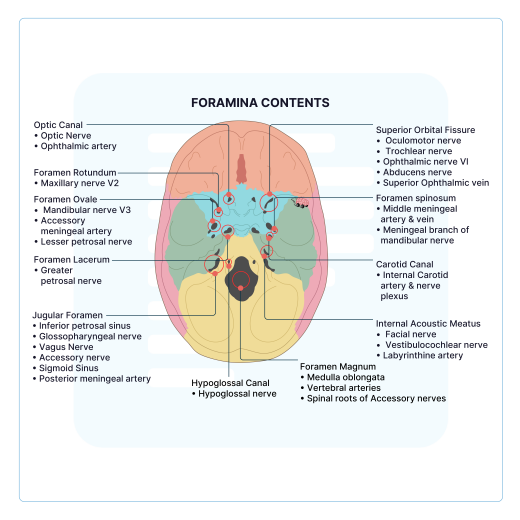 FORAMINA CONTENTS
Optic Canal
• Optic Nerve
• Ophthalmic artery
Foramen Rotundum
• Maxillary nerve V2
Foramen Ovale
• Mandibular nerve V3
• Accessory
meningeal artery
• Lesser petrosal nerve
Foramen Lacerum
• Greater
petrosal nerve
Jugular Foramen
• Inferior petrosal sinus
• Glossopharyngeal nerve
• Vagus Nerve
• Accessory nerve
• Sigmoid Sinus
• Posterior meningeal artery
Hypoglossal Canal
• Hypoglossal nerve
Superior Orbital Fissure
• Oculomotor nerve
• Trochlear nerve
• Ophthalmic nerve VI
• Abducens nerve
• Superior Ophthalmic vein
Foramen spinosum
• Middle meningeal
artery & vein
• Meningeal branch of
mandibular nerve
Carotid Canal
• Internal Carotid
artery & nerve
plexus
Internal Acoustic Meatus
• Facial nerve
• Vestibulocochlear nerve
• Labyrinthine artery
Foramen Magnum
• Medulla oblongata
• Vertebral arteries
• Spinal roots of Accessory nerves